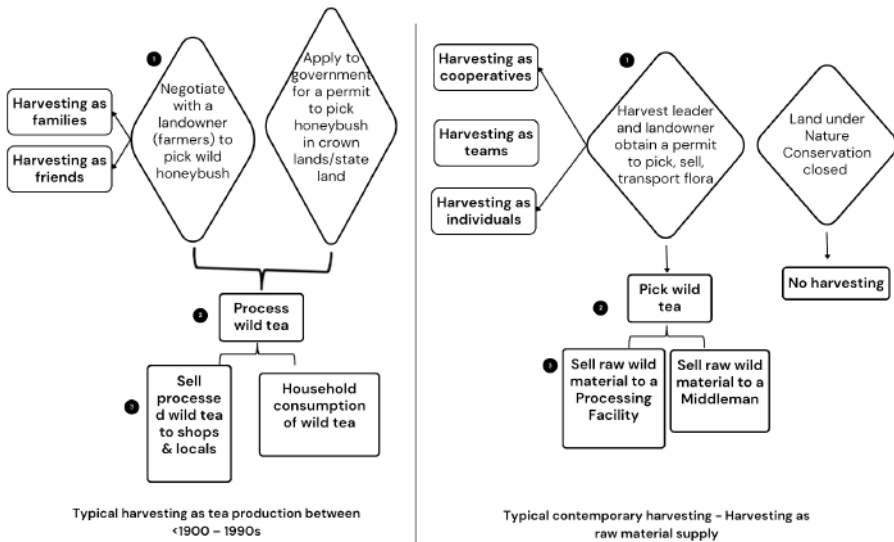 1
Negotiate
with a
landowner
(farmers) to
pick wild
honeybush
Apply to
government
for a permit
to pick
honeybush
in crown
lands/state
land
Harvesting as
families
Harvesting as
friends
2
Process
wild tea
3
Sell
processe
d wild tea
to shops
& locals
Household
consumption
of wild tea
Typical harvesting as tea production between
<1900 – 1990s
Harvesting as
cooperatives
Harvesting as
teams
Harvesting as
individuals
1
Harvest leader
and landowner
obtain a permit
to pick, sell,
transport flora
Land under
Nature
Conservation
closed
No harvesting
2
Pick wild
tea
3
Sell raw wild
material to a
Processing
Facility
Sell raw wild
material to a
Middleman
Typical contemporary harvesting - Harvesting as
raw material supply